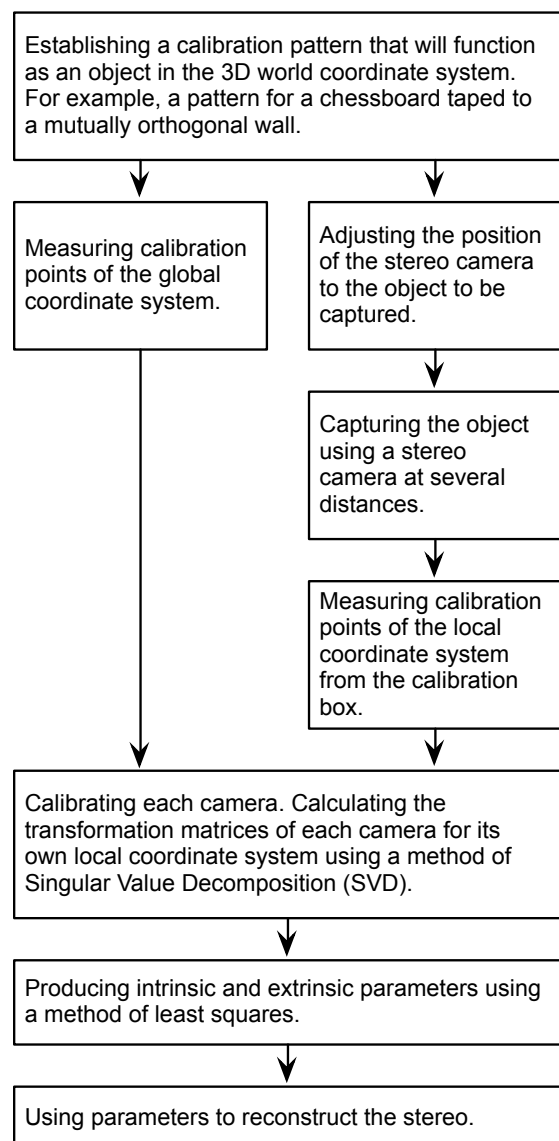 Establishing a calibration pattern that will function
as an object in the 3D world coordinate system.
For example, a pattern for a chessboard taped to
a mutually orthogonal wall.
Measuring calibration
points of the global
coordinate system.
Adjusting the position
of the stereo camera
to the object to be
captured.
Capturing the object
using a stereo
camera at several
distances.
Measuring calibration
points of the local
coordinate system
from the calibration
box.
Calibrating each camera. Calculating the
transformation matrices of each camera for its
own local coordinate system using a method of
Singular Value Decomposition (SVD).
Producing intrinsic and extrinsic parameters using
a method of least squares.
Using parameters to reconstruct the stereo.